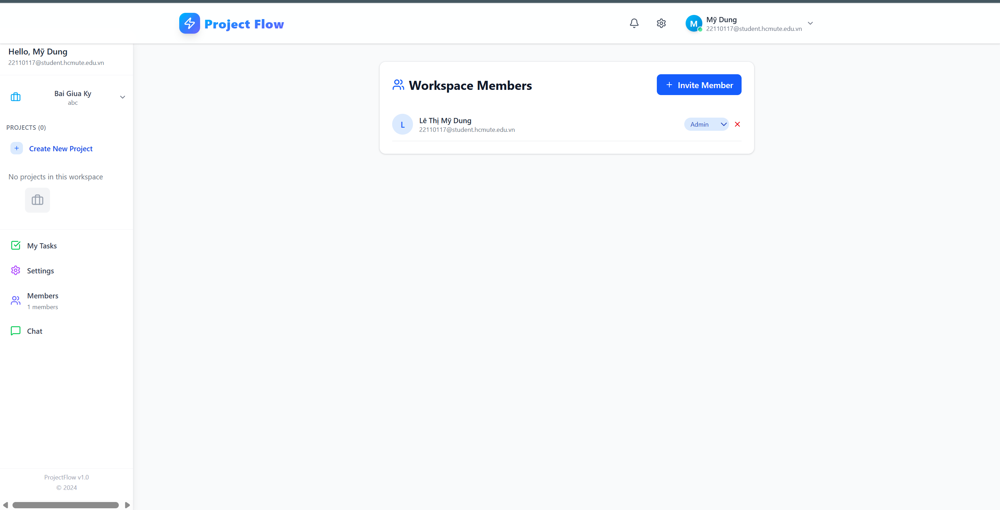 Project Flow
M
Mỹ Dung
22110117@student.hcmute.edu.vn
Hello, Mỹ Dung
22110117@student.hcmute.edu.vn
Bai Giua Ky
abc
PROJECTS (0)
+ Create New Project
No projects in this workspace
My Tasks
Settings
Members
1 members
Chat
ProjectFlow v1.0
© 2024
Workspace Members
+ Invite Member
L
Lê Thị Mỹ Dung
22110117@student.hcmute.edu.vn
Admin